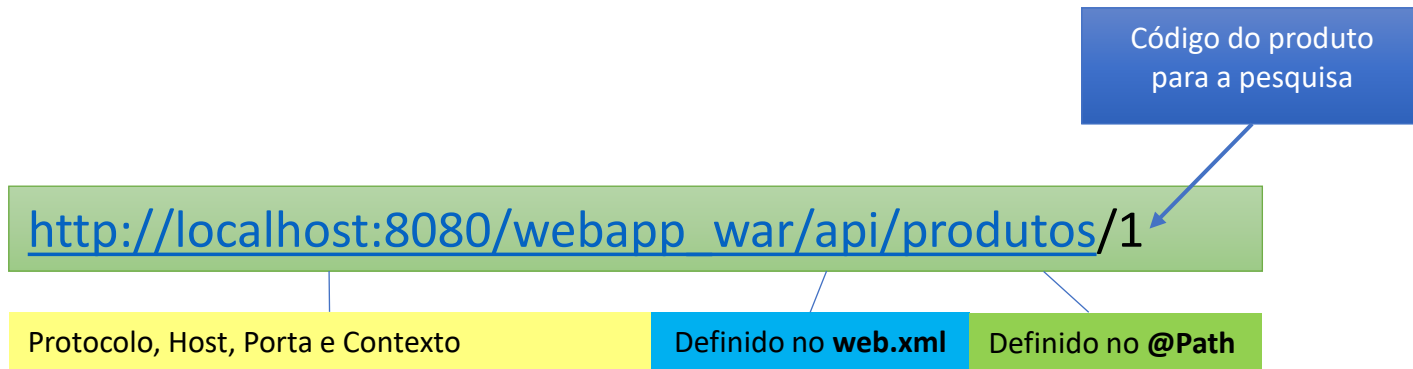 Código do produto
para a pesquisa
http://localhost:8080/webapp_war/api/produtos/1
Protocolo, Host, Porta e Contexto
Definido no web.xml
Definido no @Path